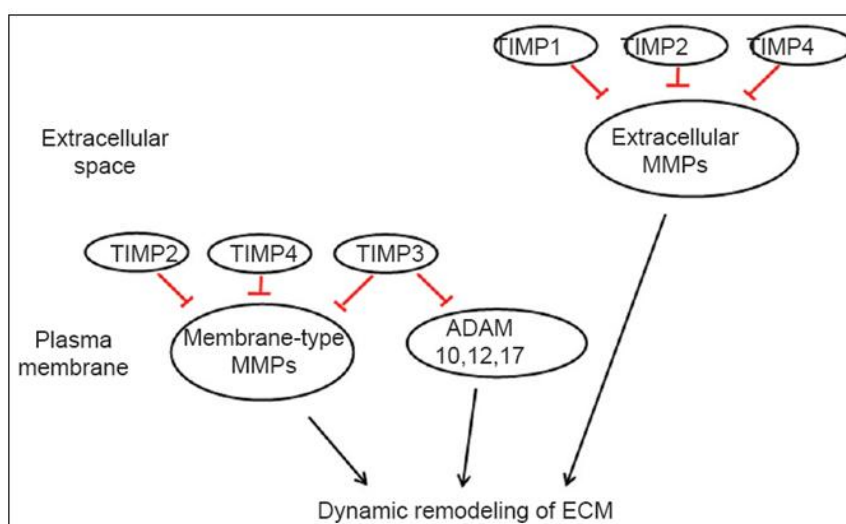 TIMP1
TIMP2
TIMP4
Extracellular
space
Extracellular
MMPs
TIMP2
TIMP4
TIMP3
Plasma
membrane
Membrane-type
MMPs
ADAM
10,12,17
Dynamic remodeling of ECM